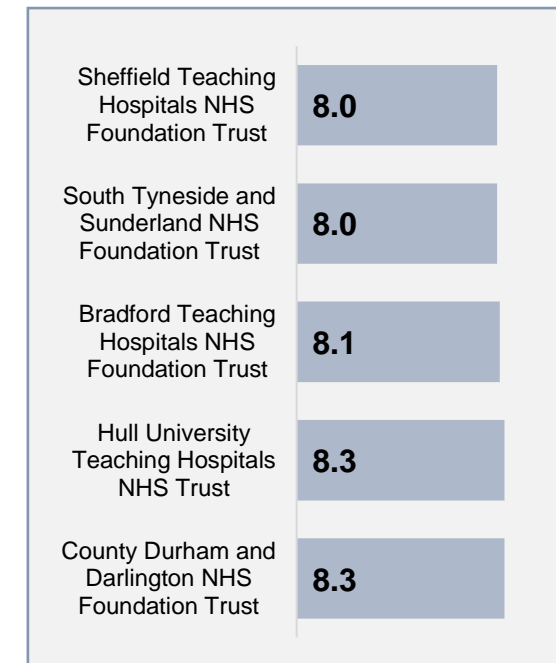 Sheffield Teaching
Hospitals NHS
Foundation Trust
8.0
South Tyneside and
Sunderland NHS
Foundation Trust
8.0
Bradford Teaching
Hospitals NHS
Foundation Trust
8.1
Hull University
Teaching Hospitals
NHS Trust
8.3
County Durham and
Darlington NHS
Foundation Trust
8.3